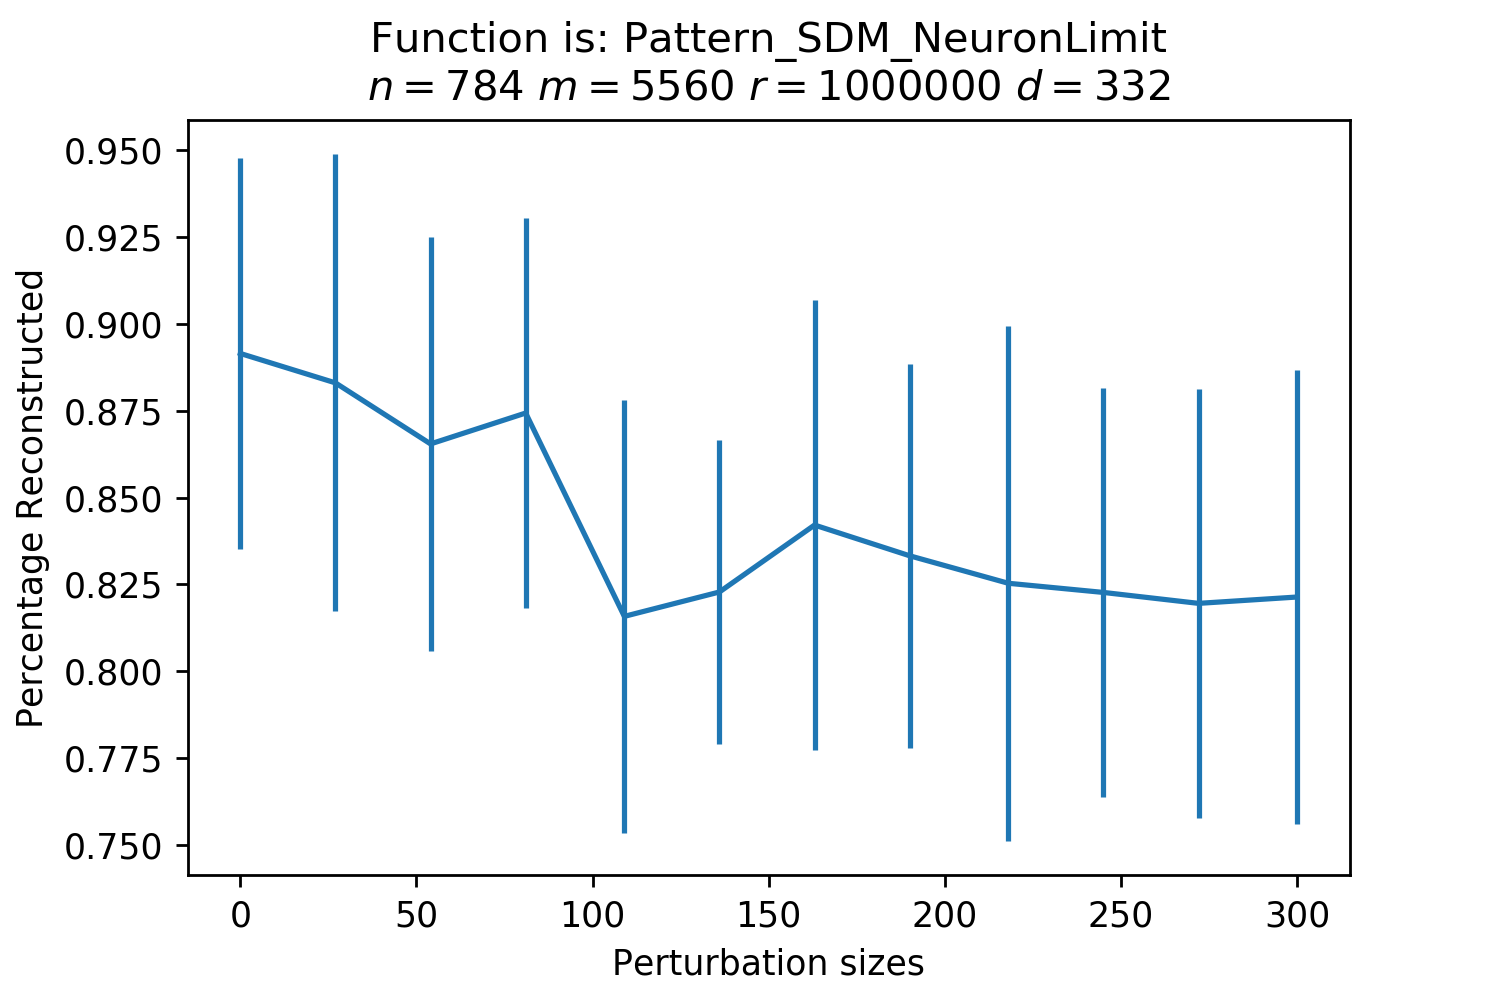 Function is: Pattern_SDM_NeuronLimit
n = 784 m = 5560 r = 1000000 d = 332
Percentage Reconstructed
0.950
0.925
0.900
0.875
0.850
0.825
0.800
0.775
0.750
0 50 100 150 200 250 300
Perturbation sizes